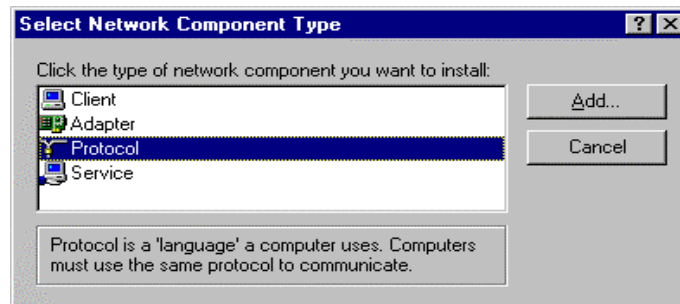 Select Network Component Type
Click the type of network component you want to install:
Client
Adapter
Protocol
Service
Add...
Cancel
Protocol is a 'language' a computer uses. Computers
must use the same protocol to communicate.